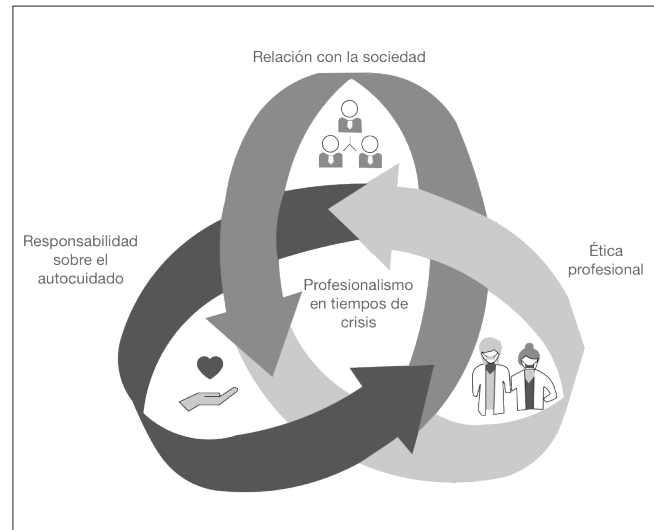 Relación con la sociedad
Responsabilidad
sobre el
autocuidado
Ética
profesional
Profesionalismo
en tiempos de
crisis